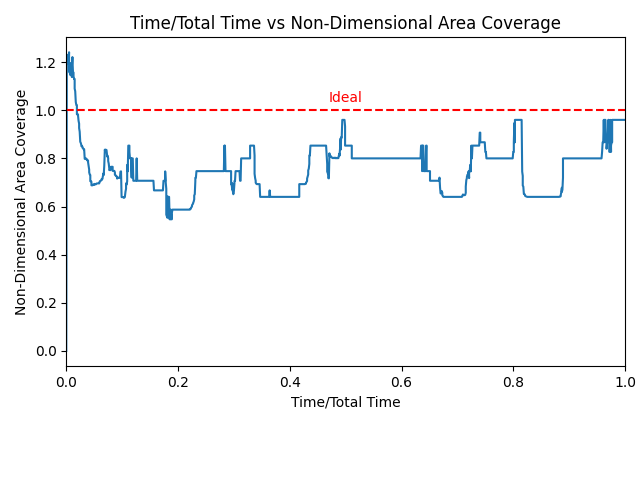 Time/Total Time vs Non-Dimensional Area Coverage
Non-Dimensional Area Coverage
1.2
1.0
0.8
0.6
0.4
0.2
0.0
Ideal
0.0 0.2 0.4 0.6 0.8 1.0
Time/Total Time